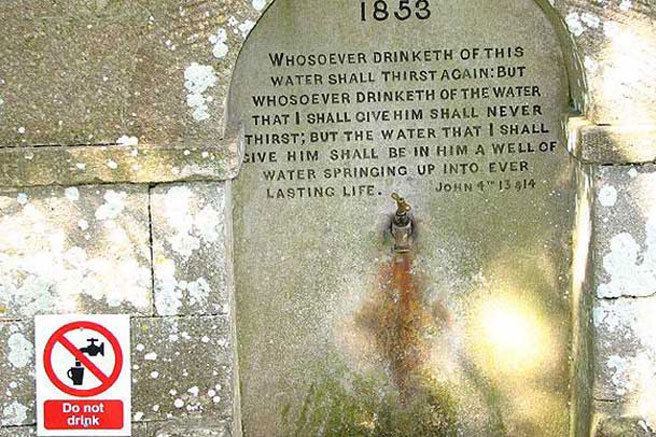 1853
WHOSOEVER DRINKETH OF THIS
WATER SHALL THIRST AGAIN: BUT
WHOSOEVER DRINKETH OF THE WATER
THAT I SHALL GIVE HIM SHALL NEVER
THIRST; BUT THE WATER THAT I SHALL
GIVE HIM SHALL BE IN HIM A WELL OF
WATER SPRINGING UP INTO EVER
LASTING LIFE. JOHN 4TH 13 & 14
Do not
drink